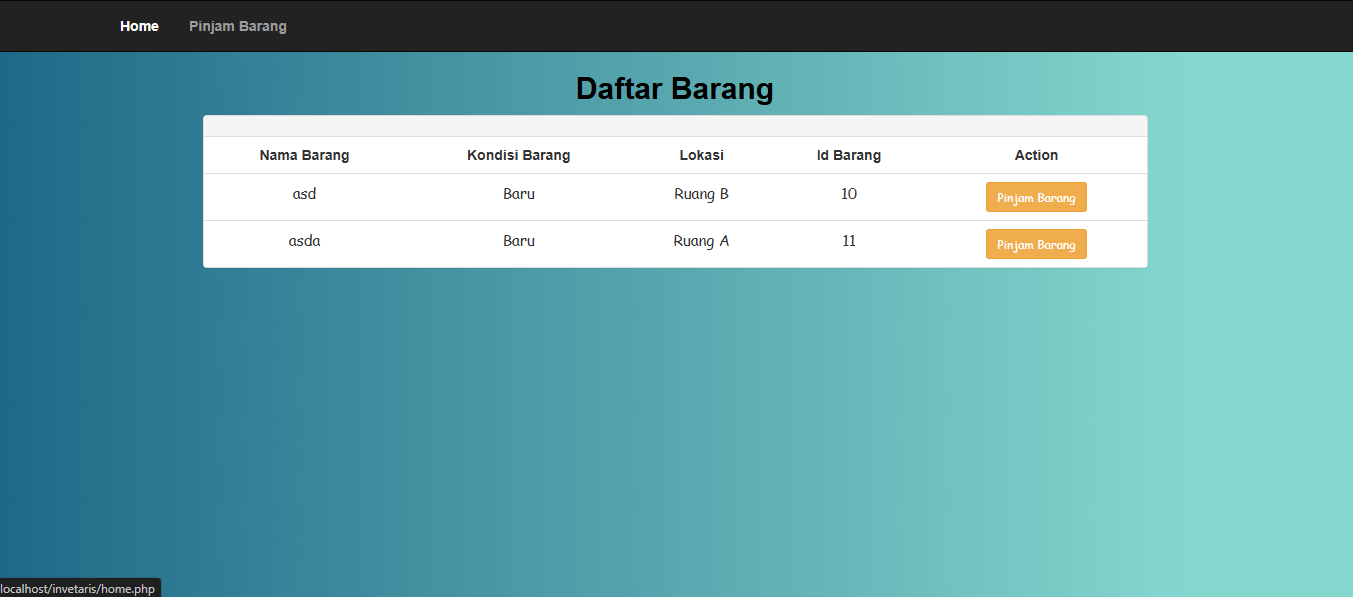 Home Pinjam Barang
Daftar Barang
Nama Barang Kondisi Barang Lokasi Id Barang Action
asd Baru Ruang B 10 Pinjam Barang
asda Baru Ruang A 11 Pinjam Barang
localhost/invetaris/home.php